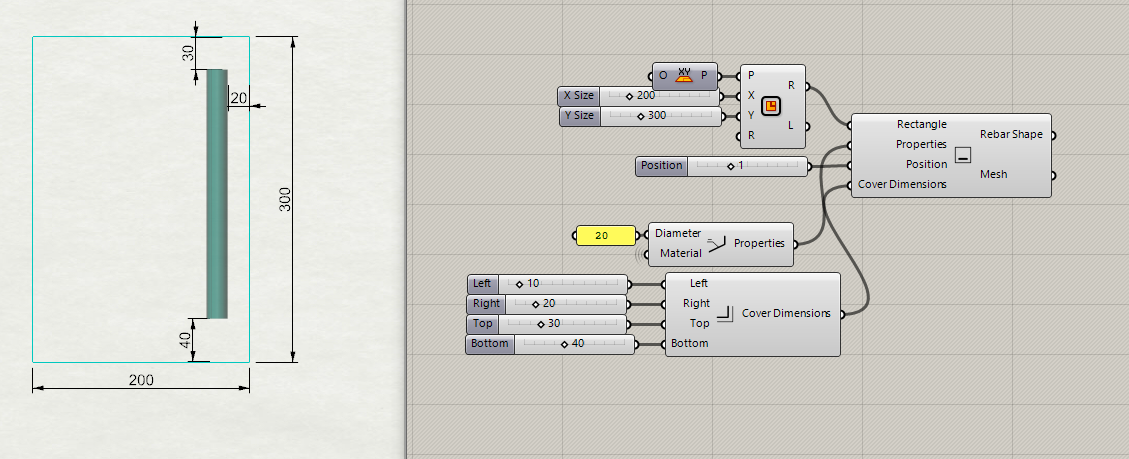 30
20
300
40
200
O XY P
X Size 200
Y Size 300
P
X
Y
R
R
L
Position 1
Rectangle
Properties
Position
Cover Dimensions
Rebar Shape
Mesh
20
Diameter
Material
Properties
Left 10
Right 20
Top 30
Bottom 40
Left
Right
Top
Bottom
Cover Dimensions